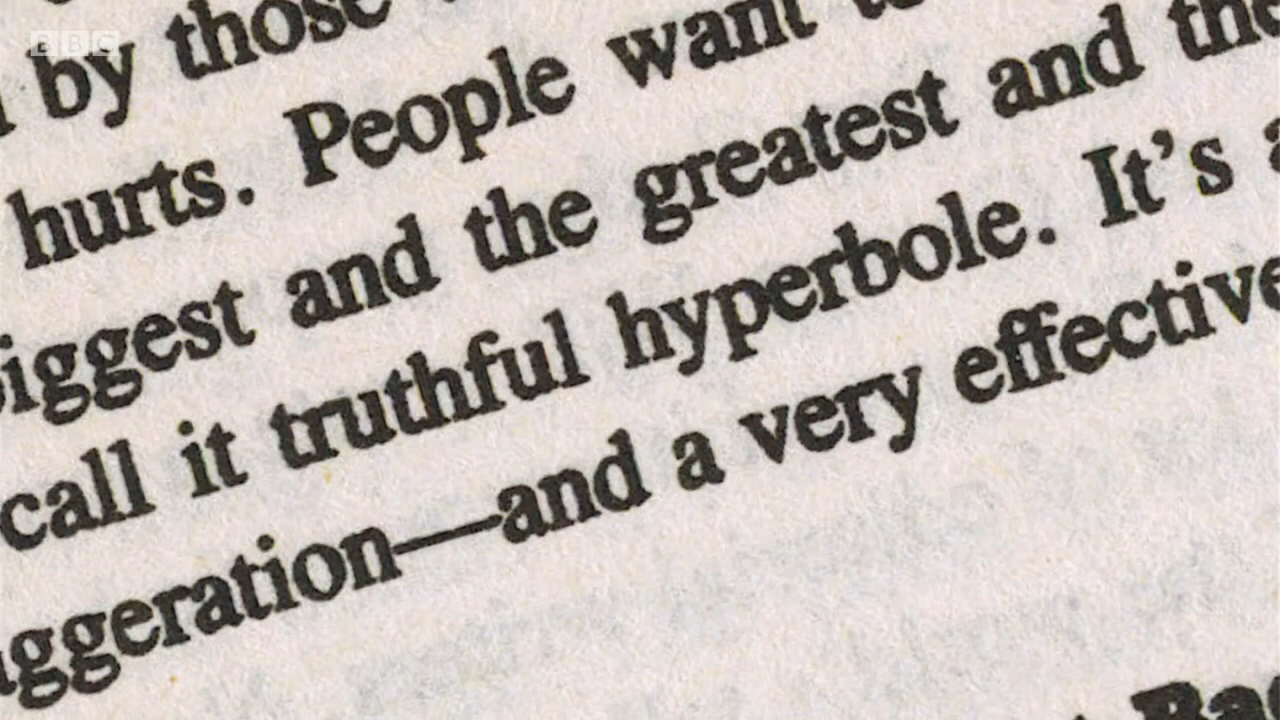 BBC
by those
hurts. People want
iggest and the greatest and the
call it truthful hyperbole. It's a
ggeration—and a very effective